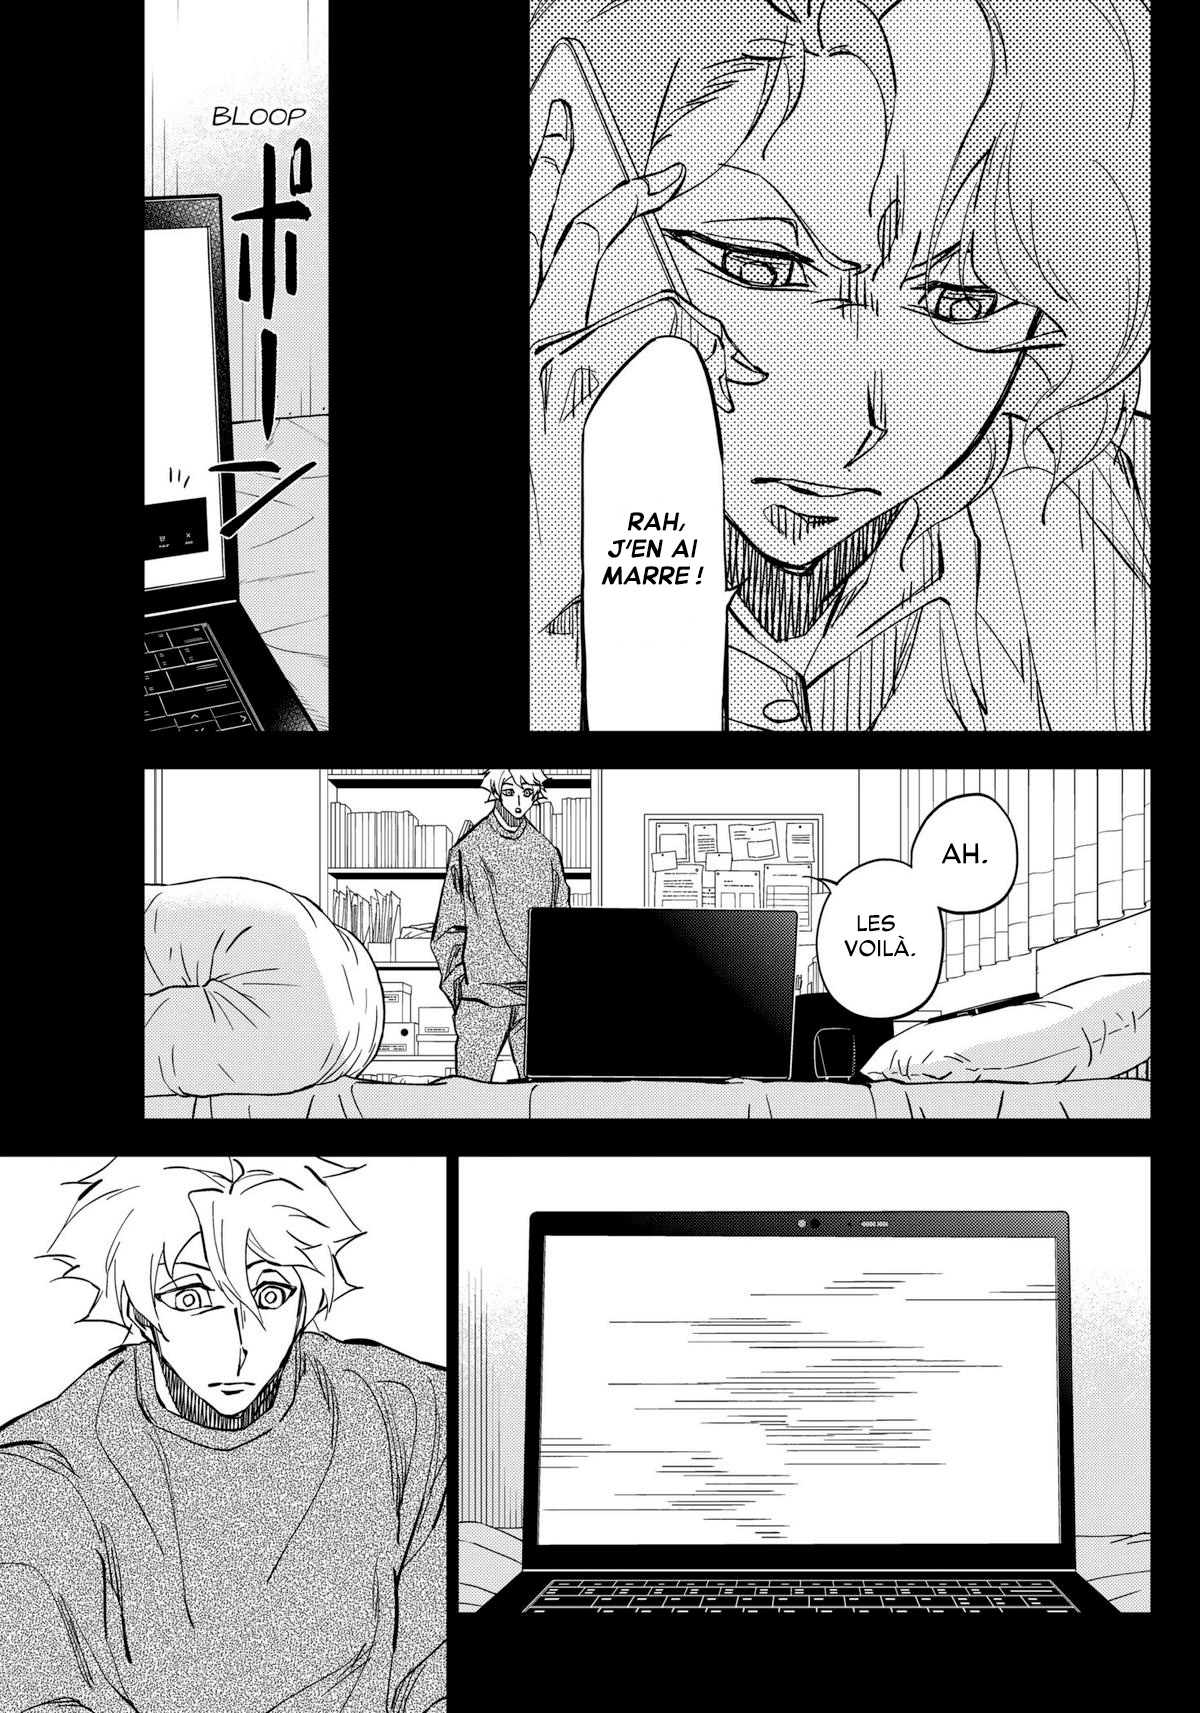 RAH,
J'EN AI
MARRE !
BLOOP
ポーン
AH.
LES
VOILÀ.